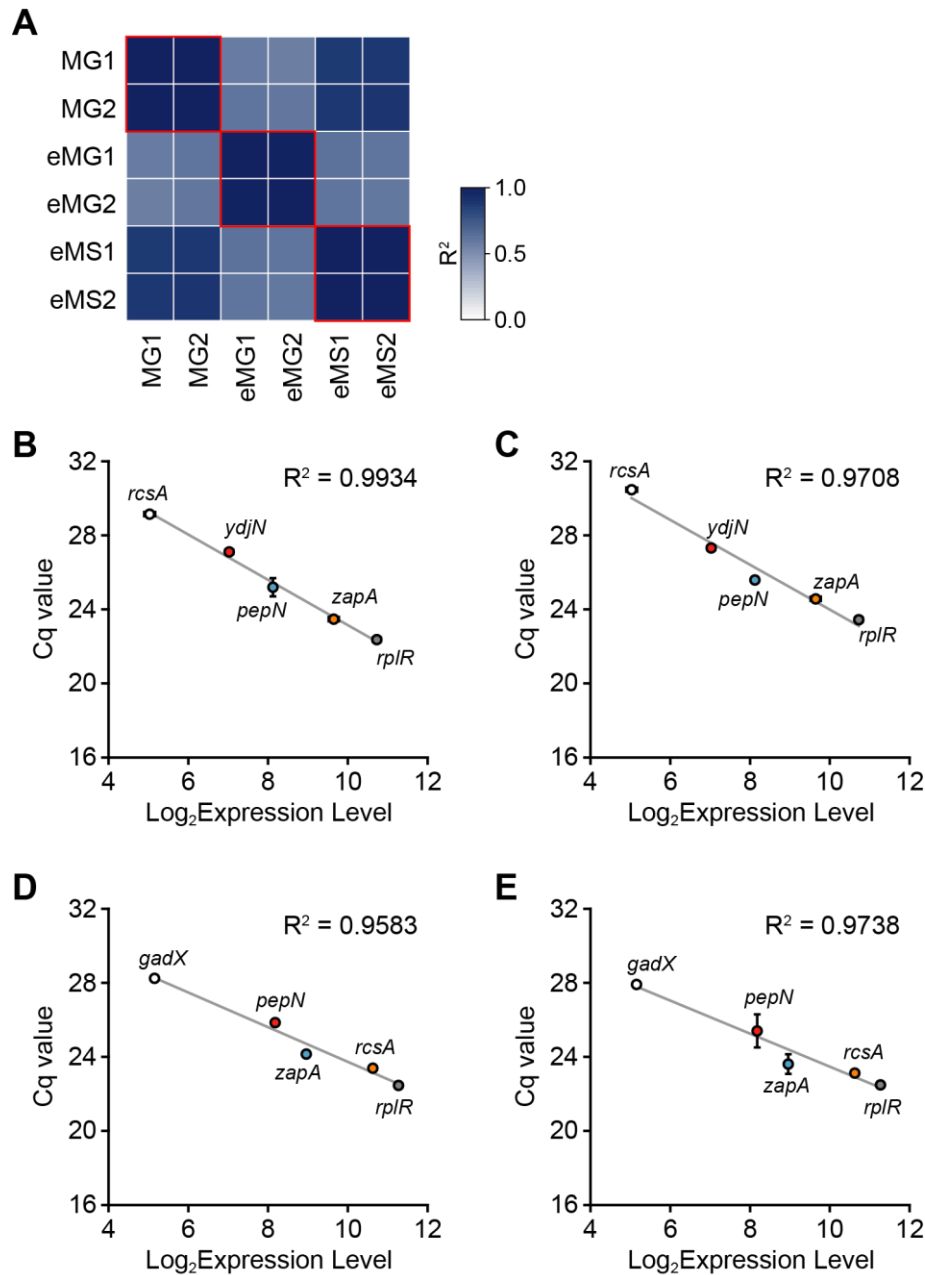 A
MG1
MG2
eMG1
eMG2
eMS1
eMS2
MG1
MG2
eMG1
eMG2
eMS1
eMS2
R²
1.0
0.5
0.0
B
R² = 0.9934
Cq value
32
28
24
20
16
rcsA
ydjN
pepN
zapA
rplR
4 6 8 10 12
Log₂Expression Level
C
R² = 0.9708
Cq value
32
28
24
20
16
rcsA
ydjN
pepN
zapA
rplR
4 6 8 10 12
Log₂Expression Level
D
R² = 0.9583
Cq value
32
28
24
20
16
gadX
pepN
zapA
rcsA
rplR
4 6 8 10 12
Log₂Expression Level
E
R² = 0.9738
Cq value
32
28
24
20
16
gadX
pepN
zapA
rcsA
rplR
4 6 8 10 12
Log₂Expression Level